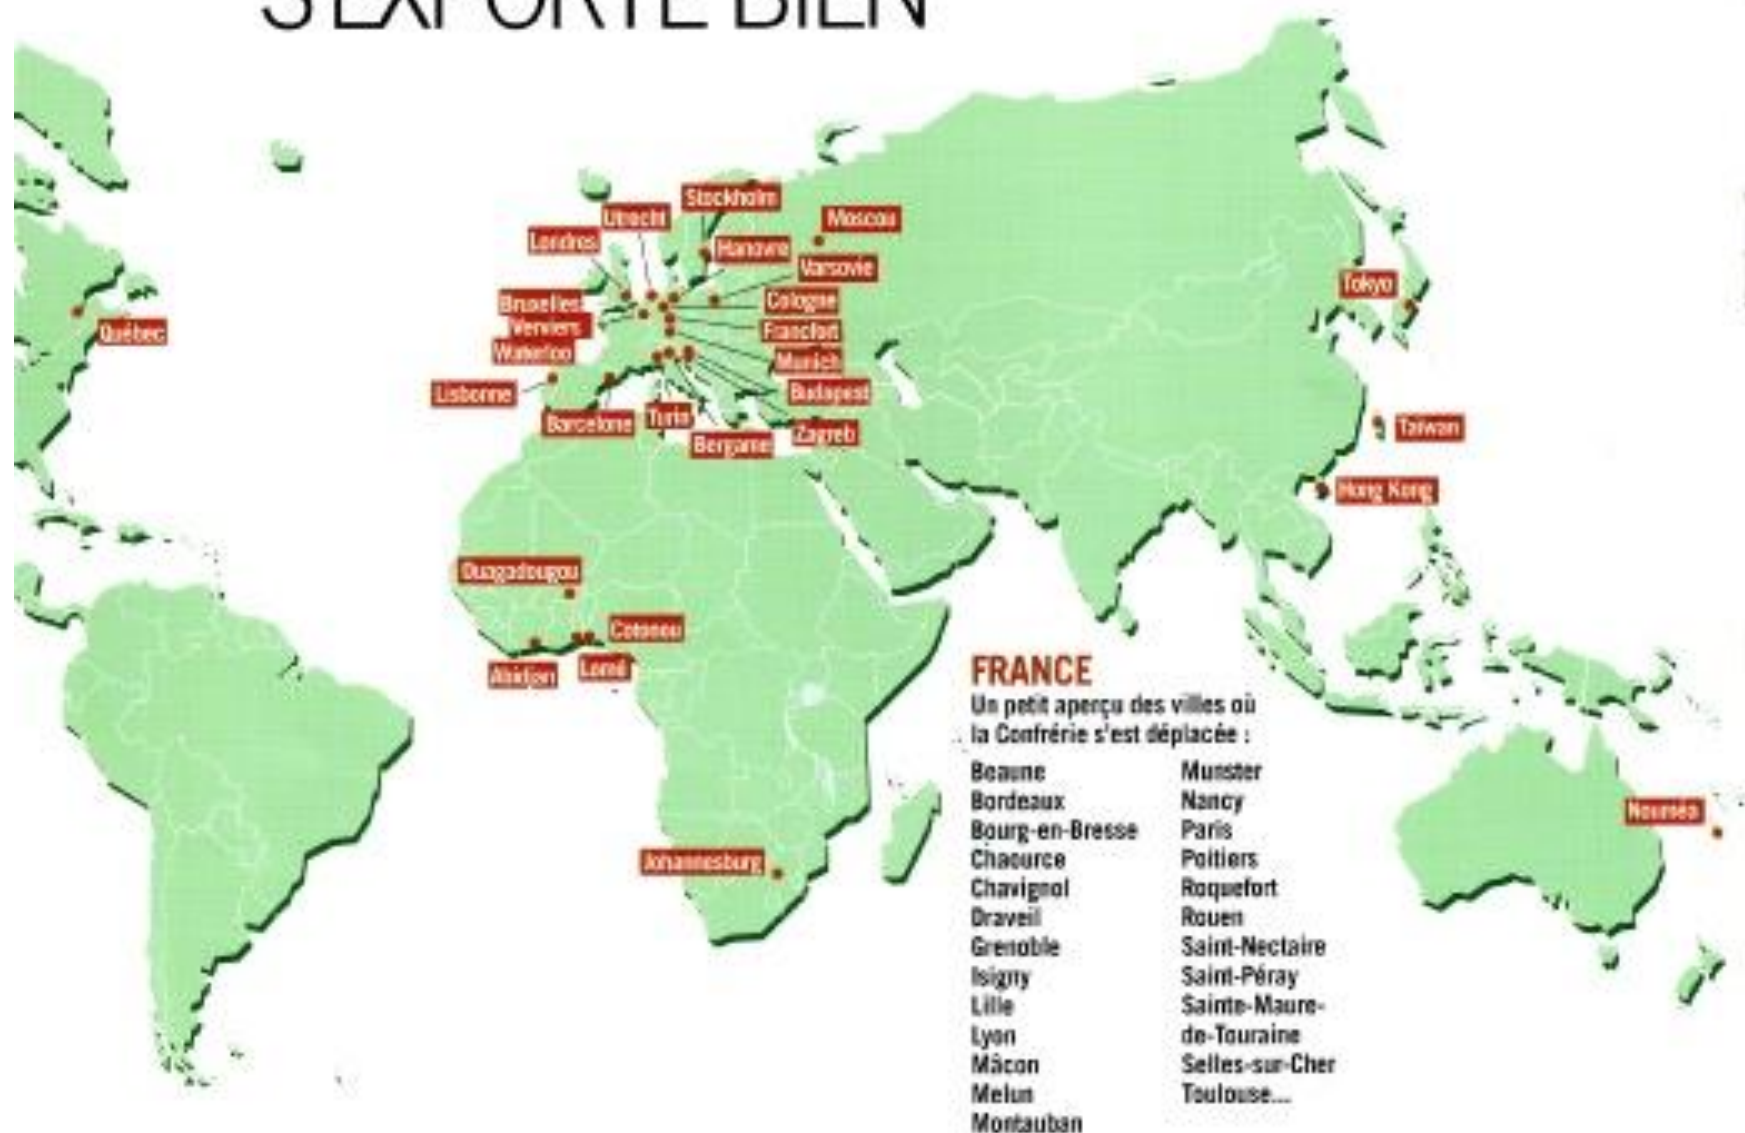 S'EXPORTE BIEN
Stockholm
Utrecht
Moscou
Londres
Hanovre
Varsovie
Tokyo
Bruxelles
Cologne
Québec
Verviers
Francfort
Waterloo
Munich
Lisbonne
Budapest
Barcelone
Turin
Bergame
Zagreb
Taïwan
Hong Kong
Ouagadougou
Cotonou
Abidjan
Lomé
Nouméa
Johannesburg
FRANCE
Un petit aperçu des villes où
la Confrérie s'est déplacée :
Beaune
Bordeaux
Bourg-en-Bresse
Chaource
Chavignol
Draveil
Grenoble
Isigny
Lille
Lyon
Mâcon
Melun
Montauban
Munster
Nancy
Paris
Poitiers
Roquefort
Rouen
Saint-Nectaire
Saint-Péray
Sainte-Maure-
de-Touraine
Selles-sur-Cher
Toulouse...